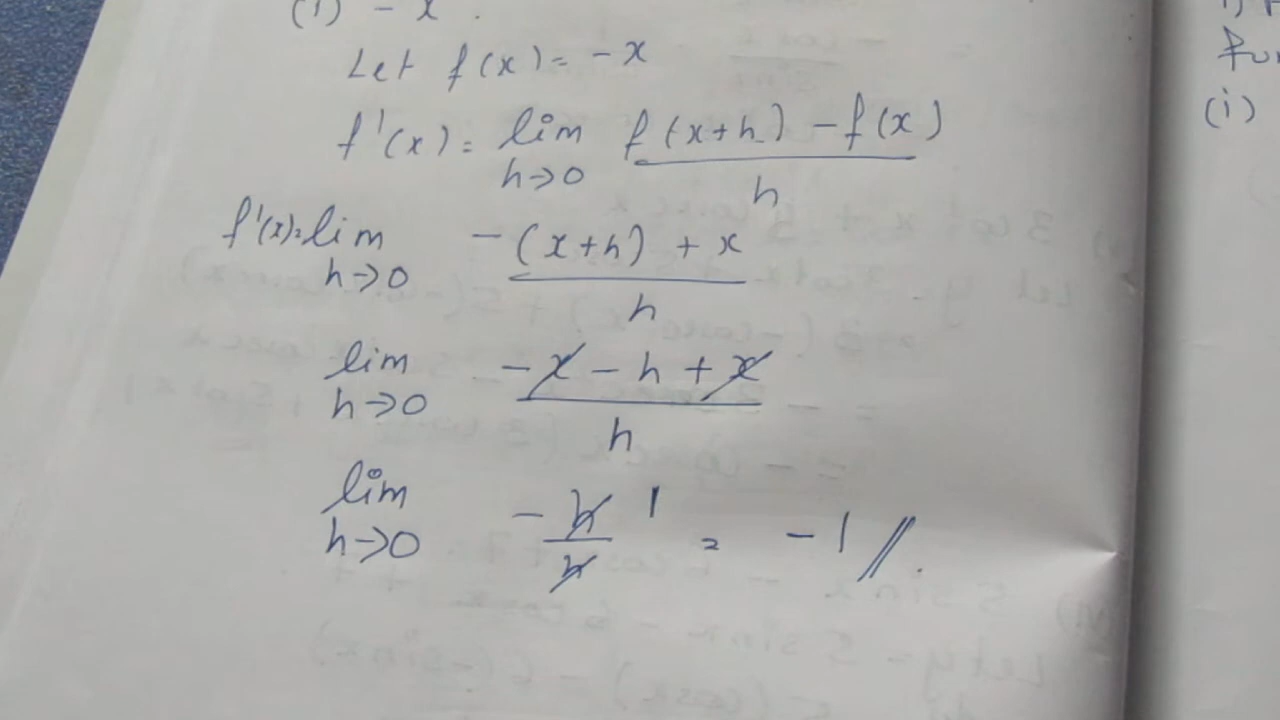 (i) - x.
Let f(x) = - x
f'(x) = lim h→0 f(x+h) - f(x) / h
f'(x) = lim h→0 -(x+h) + x / h
lim h→0 -x - h + x / h
lim h→0 -h 1 / h = -1 //.
(i)